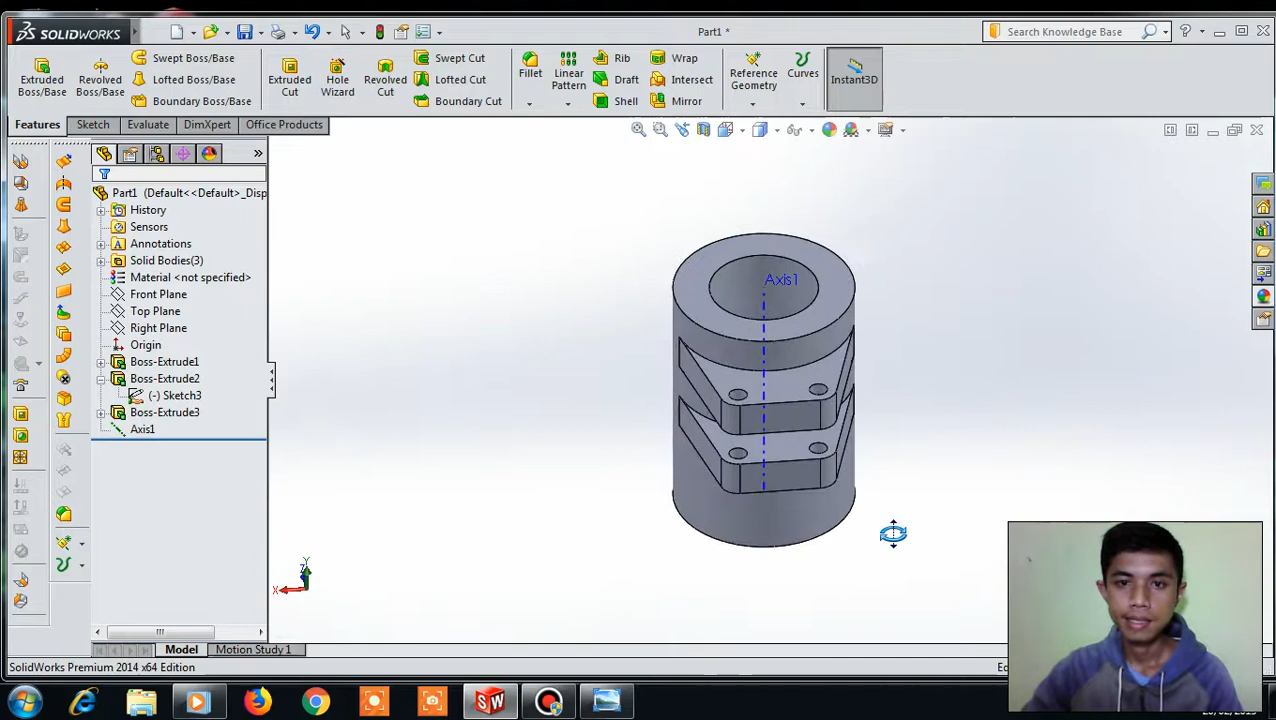 SOLIDWORKS
Part1 *
Search Knowledge Base
Extruded Boss/Base
Revolved Boss/Base
Swept Boss/Base
Lofted Boss/Base
Boundary Boss/Base
Extruded Cut
Hole Wizard
Revolved Cut
Swept Cut
Lofted Cut
Boundary Cut
Fillet
Linear Pattern
Rib
Draft
Shell
Wrap
Intersect
Mirror
Reference Geometry
Curves
Instant3D
Features
Sketch
Evaluate
DimXpert
Office Products
Part1 (Default<<Default>_Disp
History
Sensors
Annotations
Solid Bodies(3)
Material <not specified>
Front Plane
Top Plane
Right Plane
Origin
Boss-Extrude1
Boss-Extrude2
(-) Sketch3
Boss-Extrude3
Axis1
Axis1
Y
Z
X
Model
Motion Study 1
SolidWorks Premium 2014 x64 Edition
SW